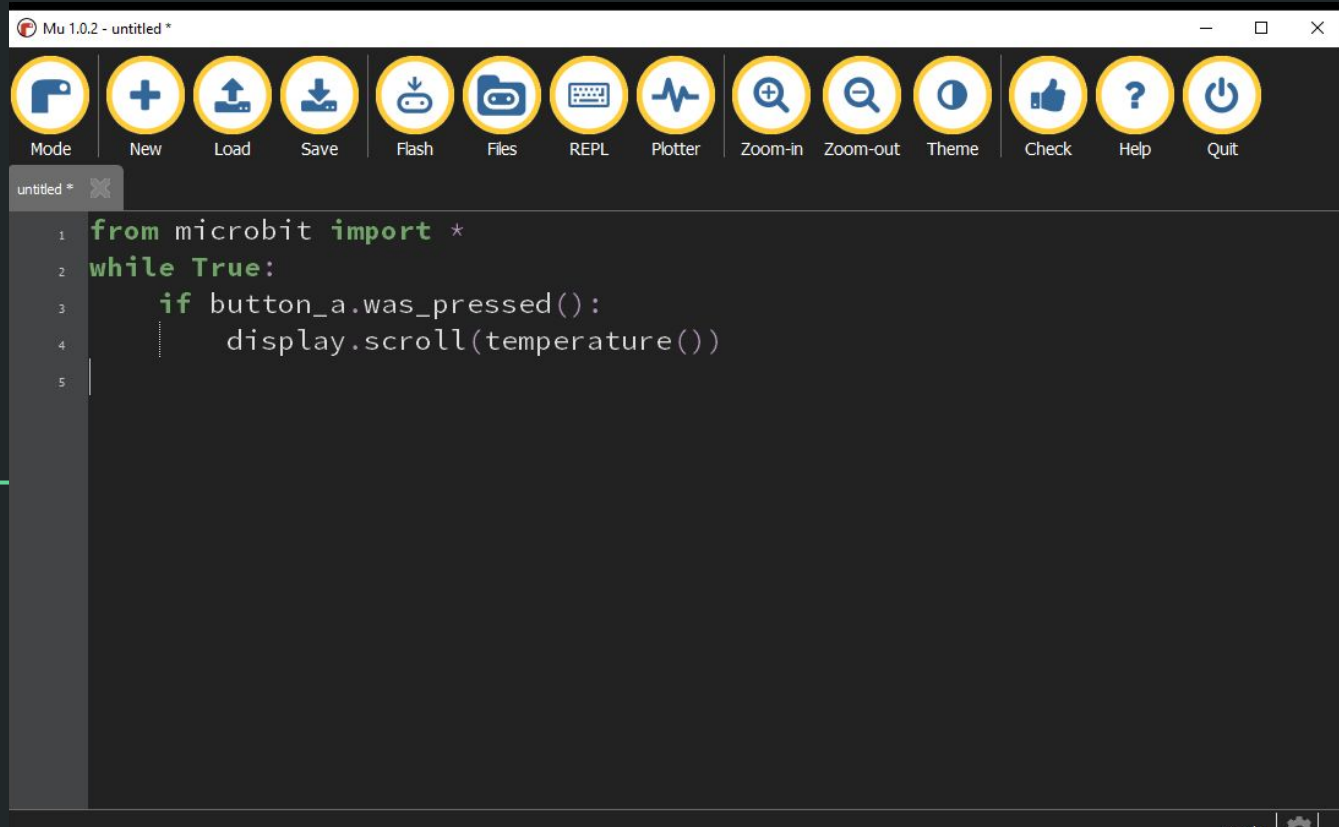 Mu 1.0.2 - untitled *
Mode New Load Save Flash Files REPL Plotter Zoom-in Zoom-out Theme Check Help Quit
untitled *
1 from microbit import *
2 while True:
3     if button_a.was_pressed():
4         display.scroll(temperature())
5